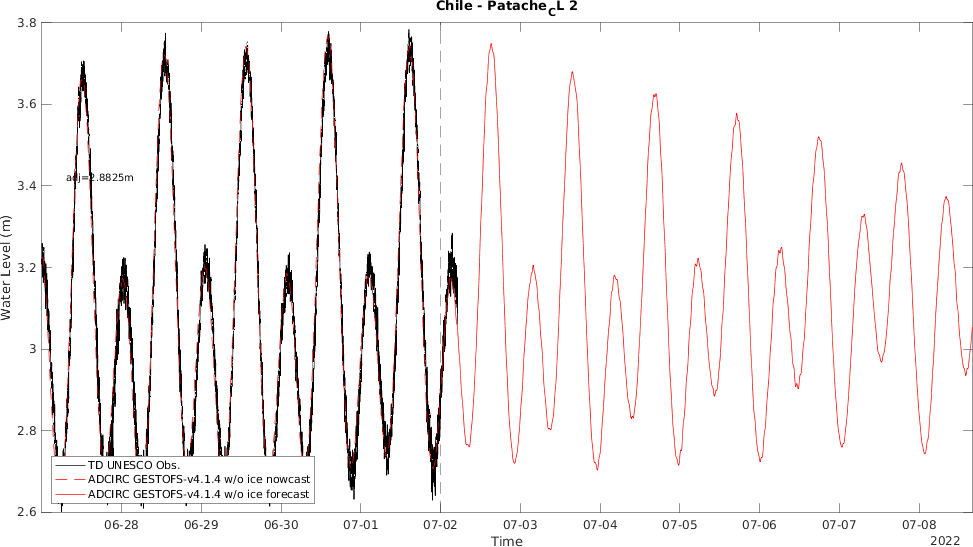 Chile - Patache_CL 2
3.8
3.6
3.4
3.2
3
2.8
2.6
Water Level (m)
adj=2.8825m
TD UNESCO Obs.
ADCIRC GESTOFS-v4.1.4 w/o ice nowcast
ADCIRC GESTOFS-v4.1.4 w/o ice forecast
06-28 06-29 06-30 07-01 07-02 07-03 07-04 07-05 07-06 07-07 07-08
Time
2022